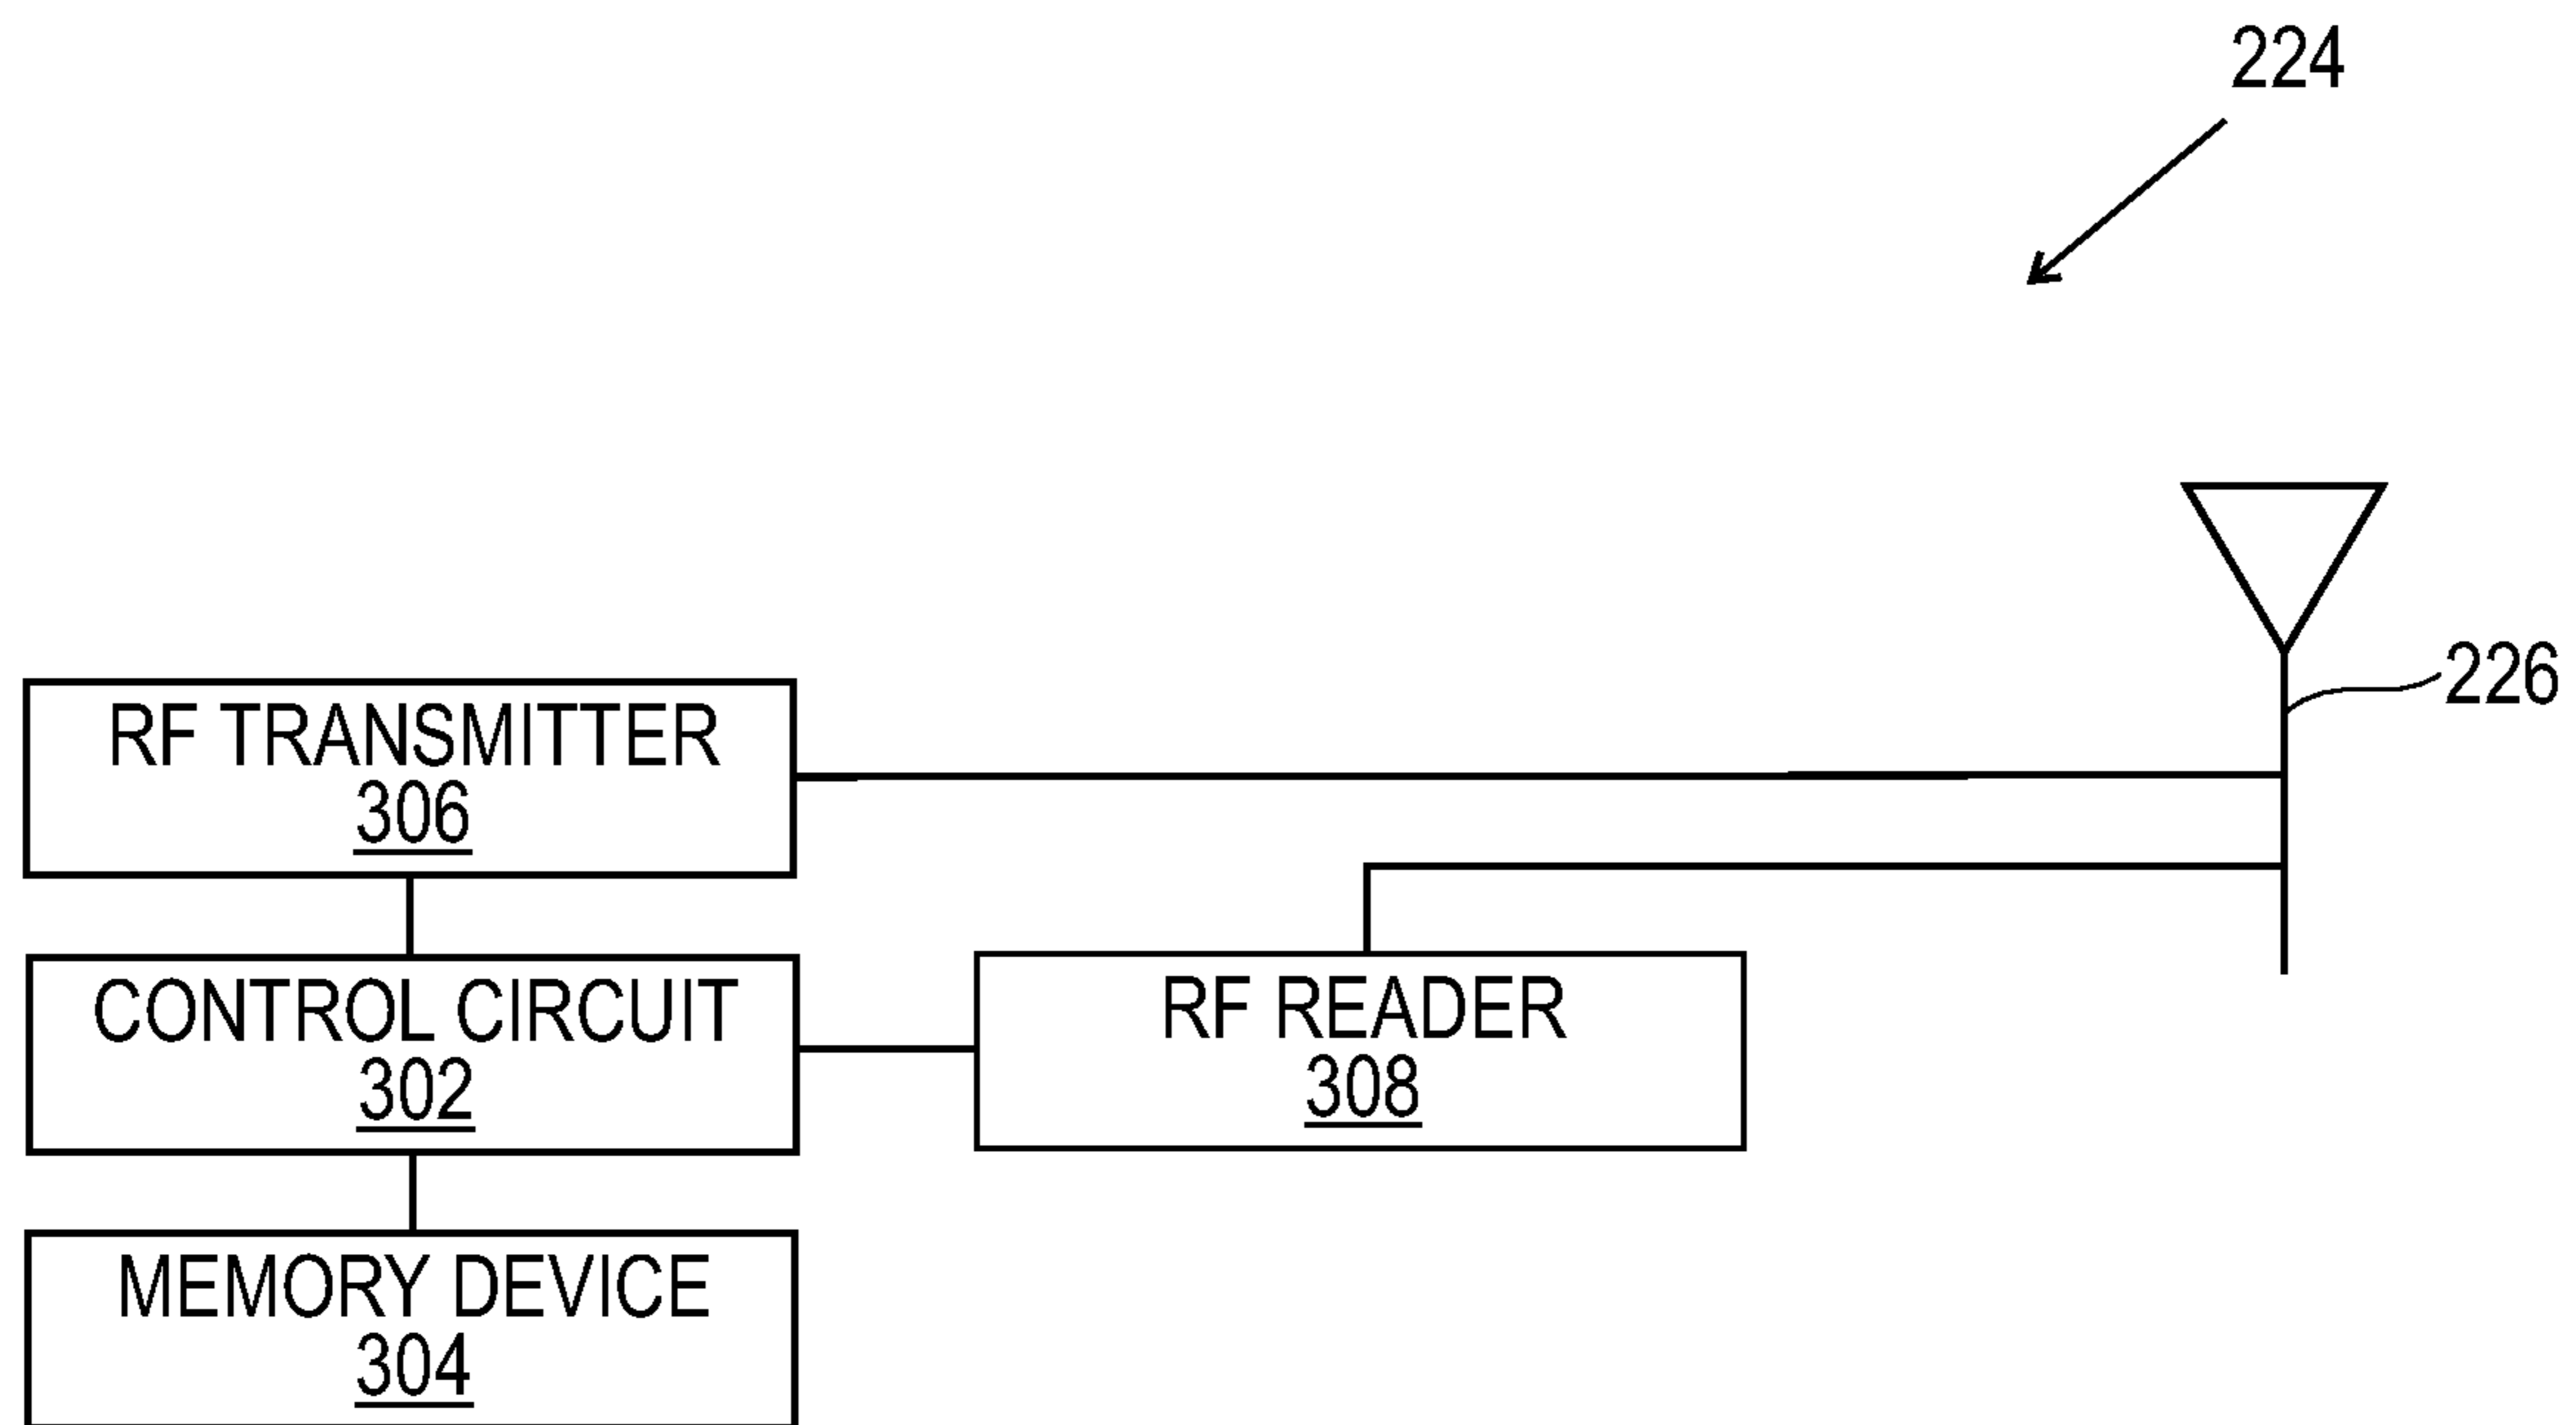 224
226
RF TRANSMITTER
306
CONTROL CIRCUIT
302
RF READER
308
MEMORY DEVICE
304